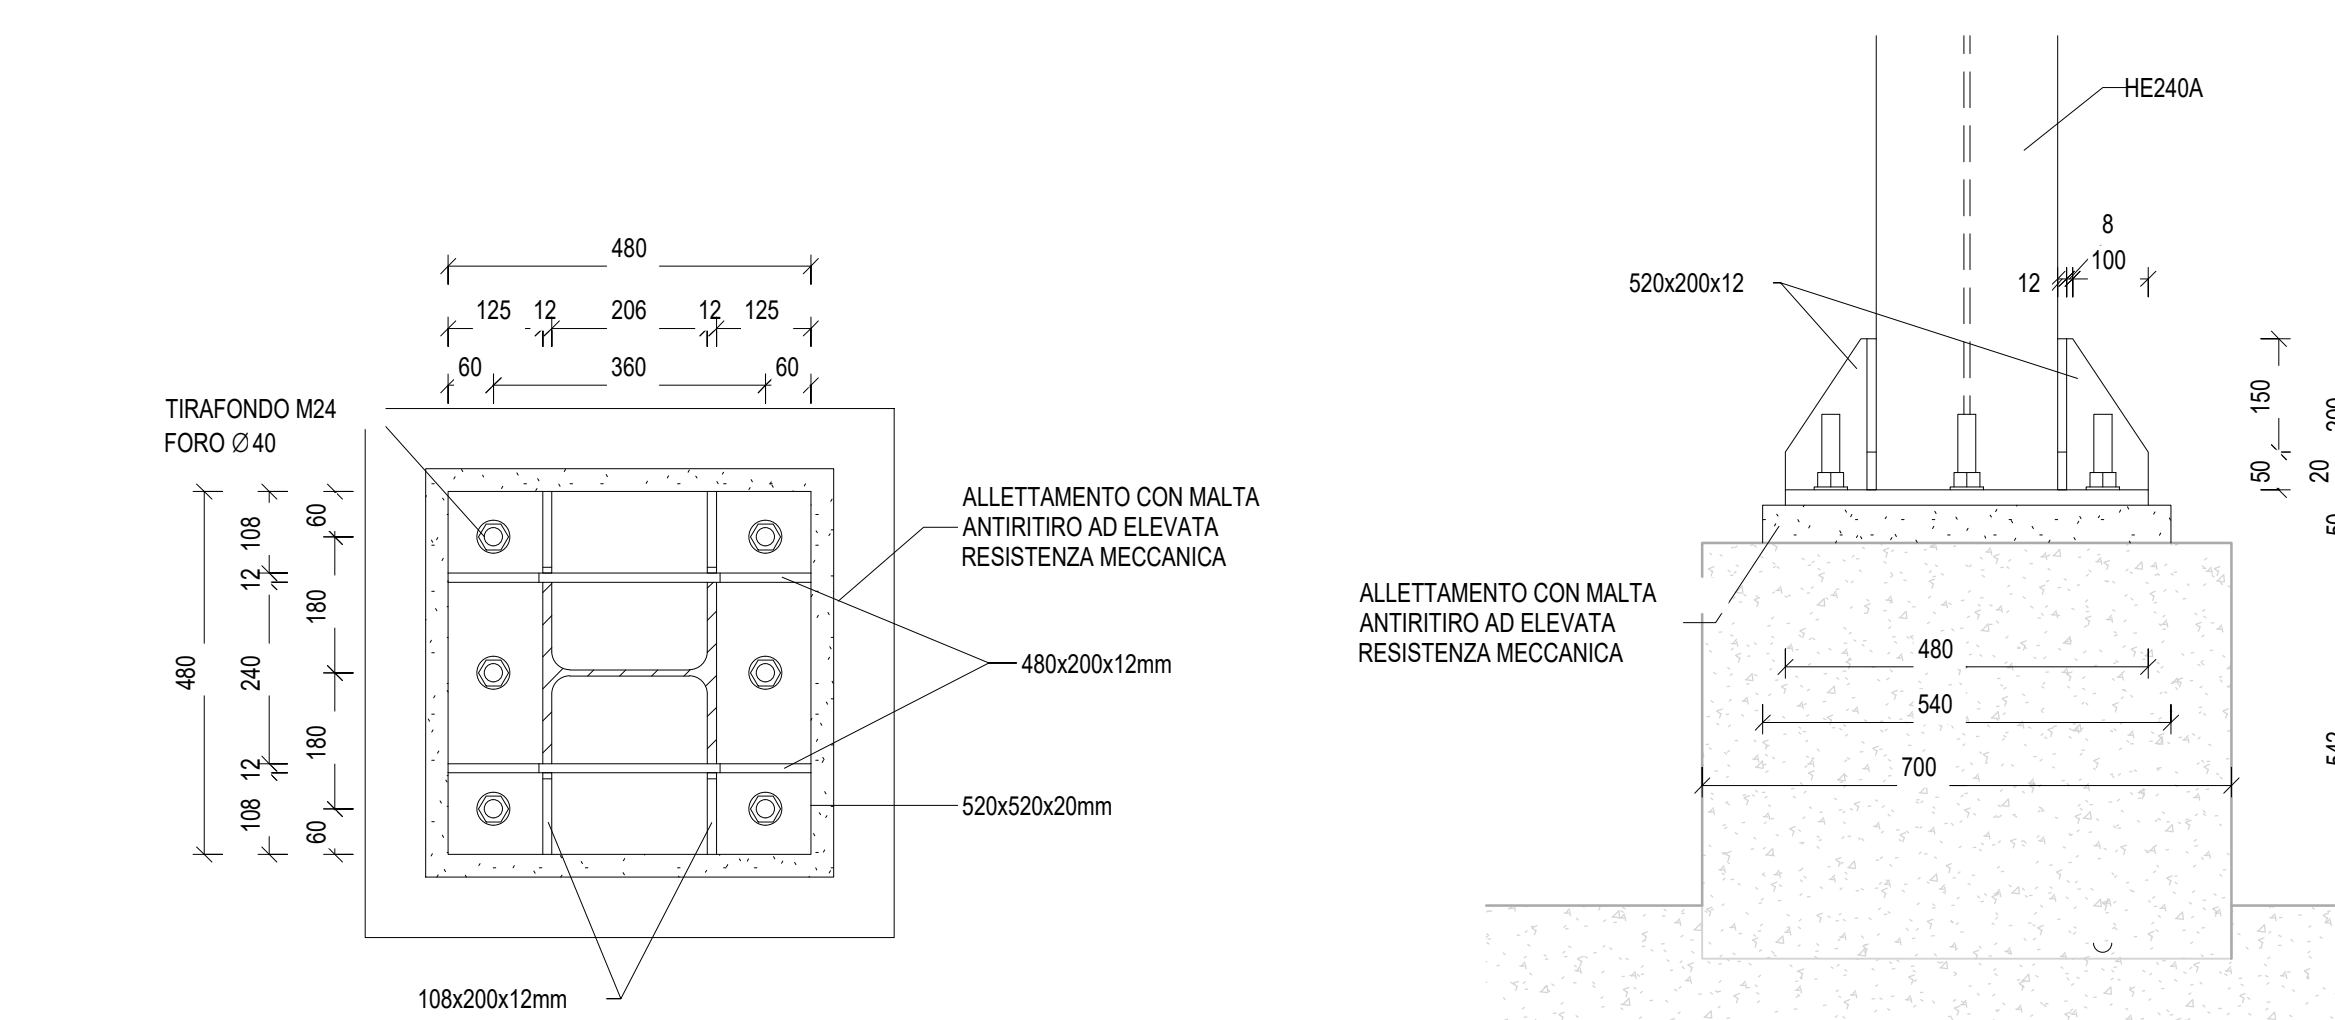 480
125 12 206 12 125
60 360 60
TIRAFONDO M24
FORO Ø40
480
108
12
240
12
108
60
180
180
60
ALLETTAMENTO CON MALTA
ANTIRITIRO AD ELEVATA
RESISTENZA MECCANICA
480x200x12mm
520x520x20mm
108x200x12mm
HE240A
8
100
12
520x200x12
150
50
20
ALLETTAMENTO CON MALTA
ANTIRITIRO AD ELEVATA
RESISTENZA MECCANICA
480
540
700